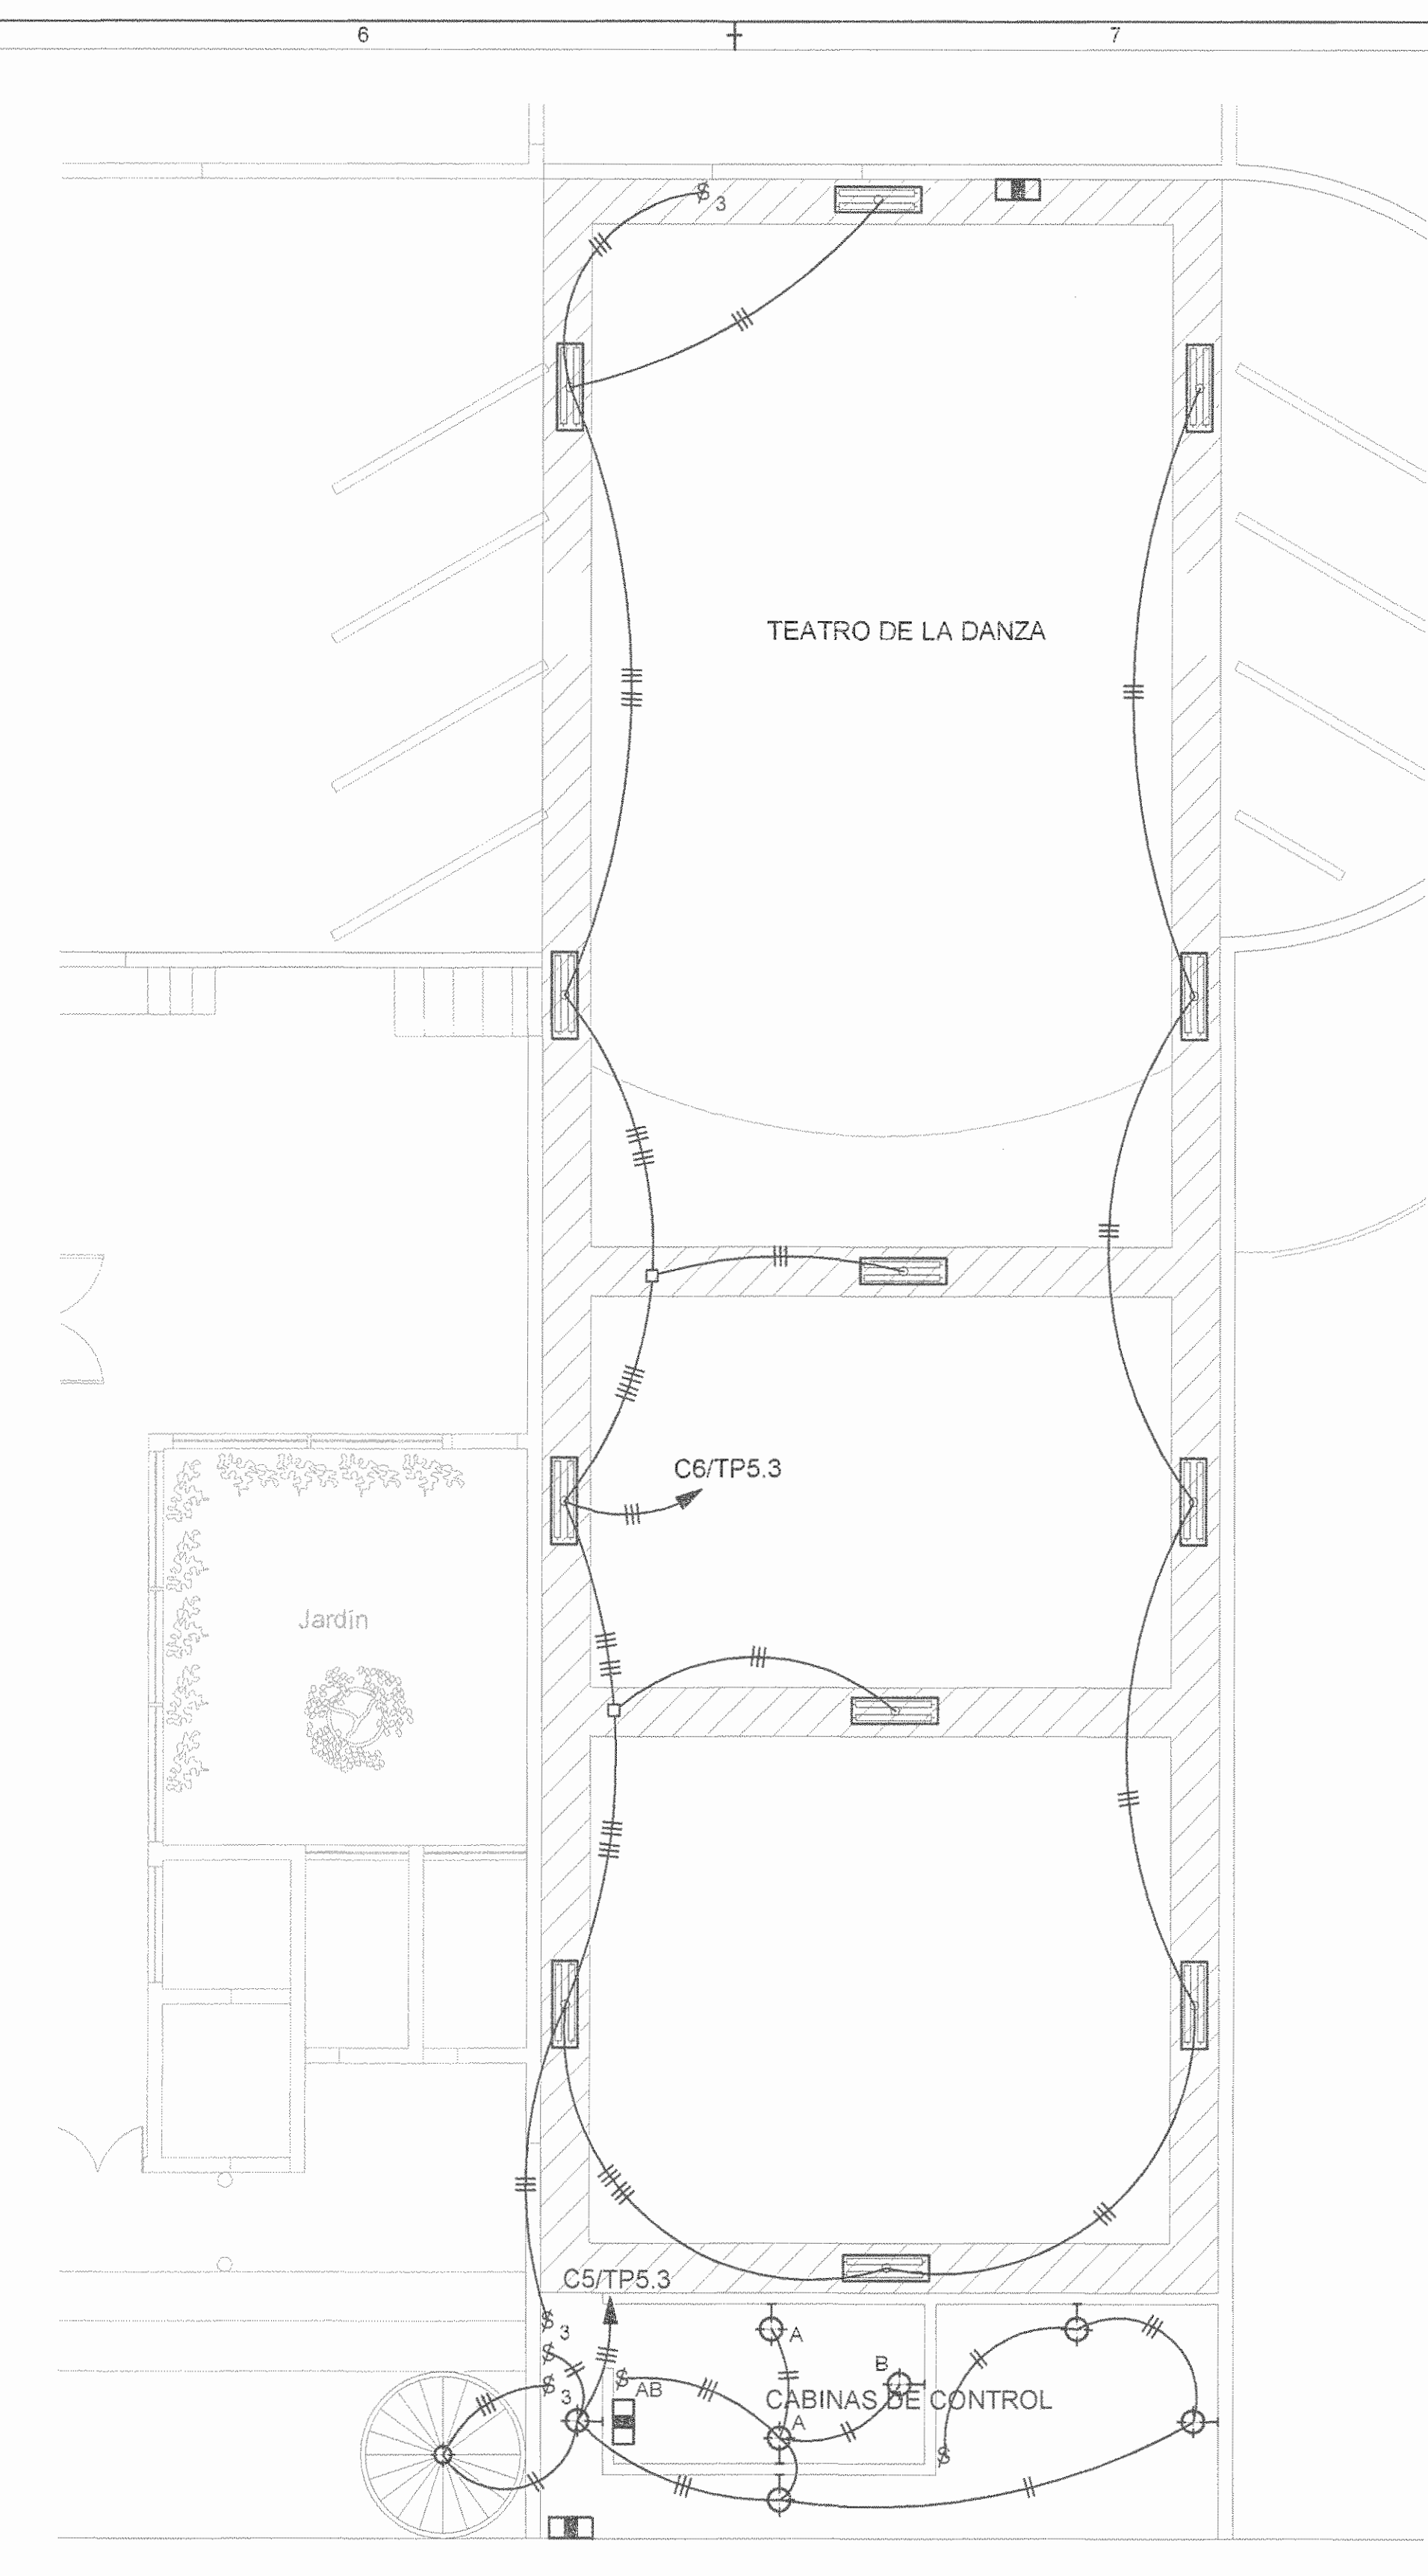 6 7
$ 3
TEATRO DE LA DANZA
C6/TP5.3
Jardín
C5/TP5.3
$ 3
A
$
B
$ 3
$ AB
CABINAS DE CONTROL
A
$